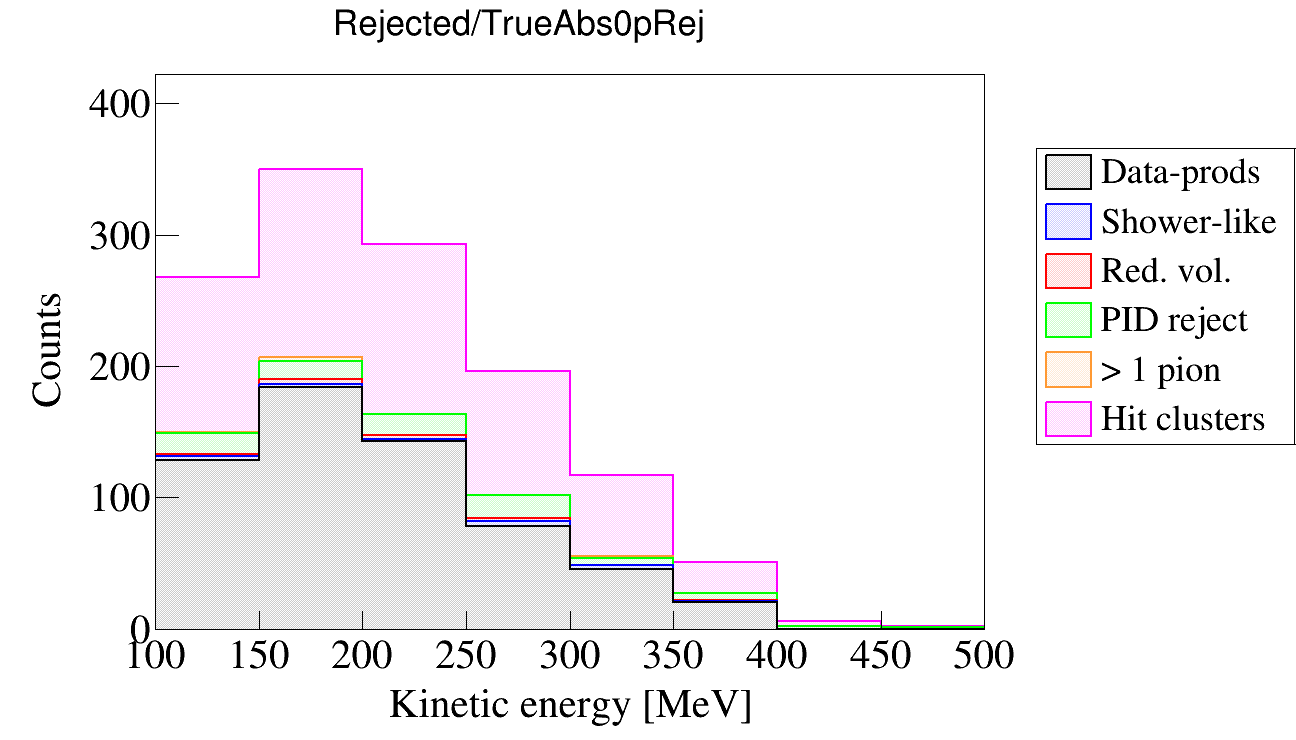 Rejected/TrueAbs0pRej
400
300
200
100
0
Counts
100 150 200 250 300 350 400 450 500
Kinetic energy [MeV]
Data-prods
Shower-like
Red. vol.
PID reject
> 1 pion
Hit clusters